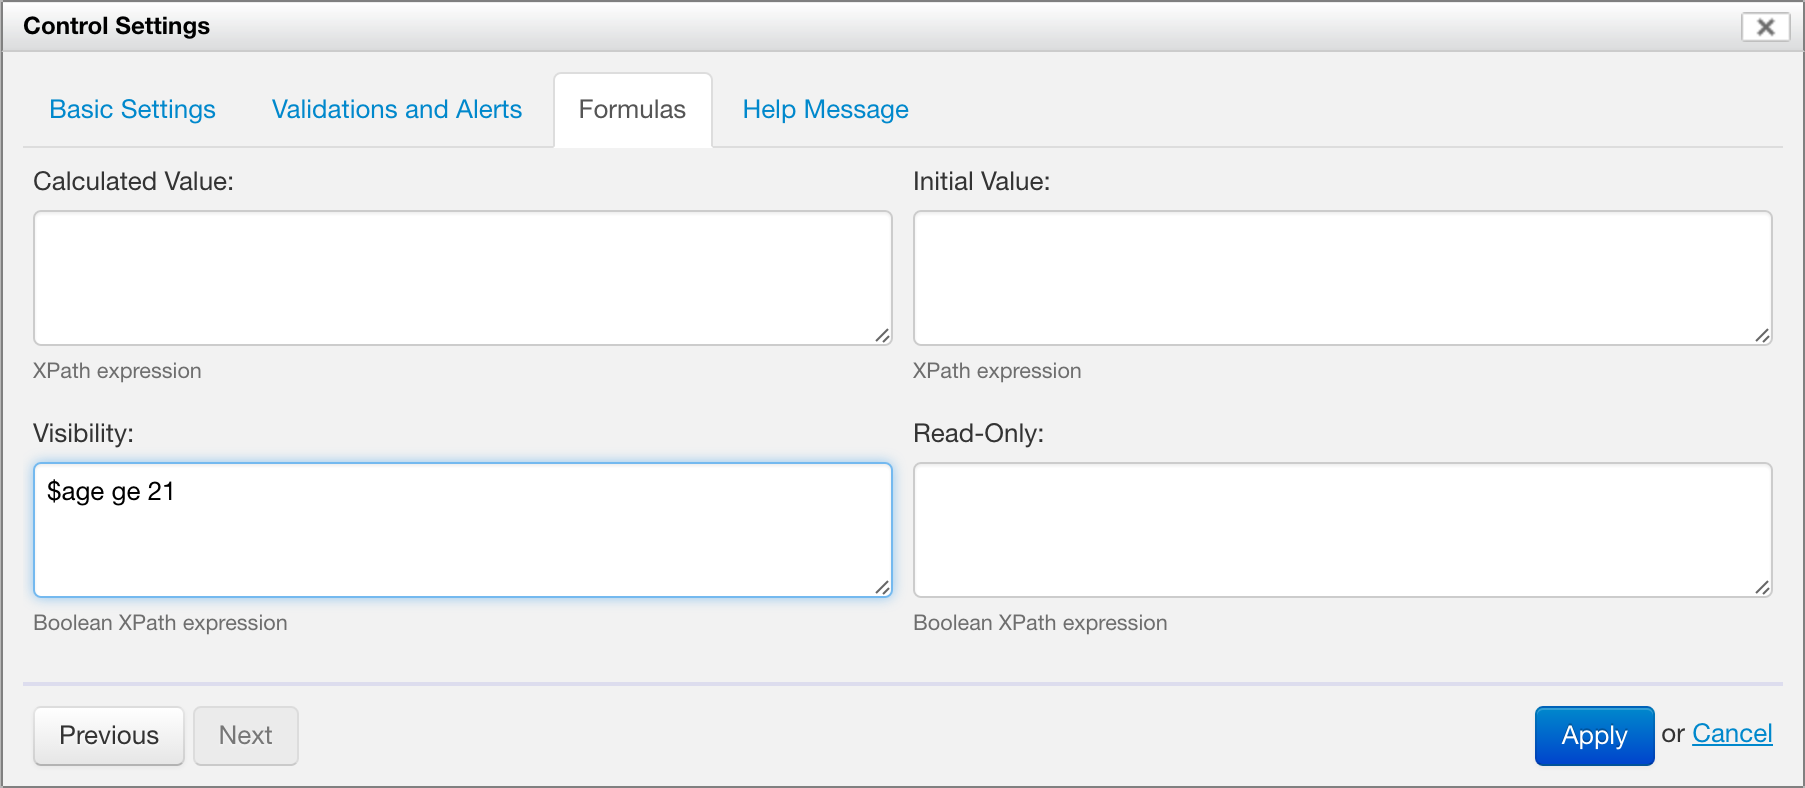 Control Settings
Basic Settings Validations and Alerts Formulas Help Message
Calculated Value: Initial Value:
XPath expression XPath expression
Visibility: Read-Only:
$age ge 21
Boolean XPath expression Boolean XPath expression
Previous Next Apply or Cancel